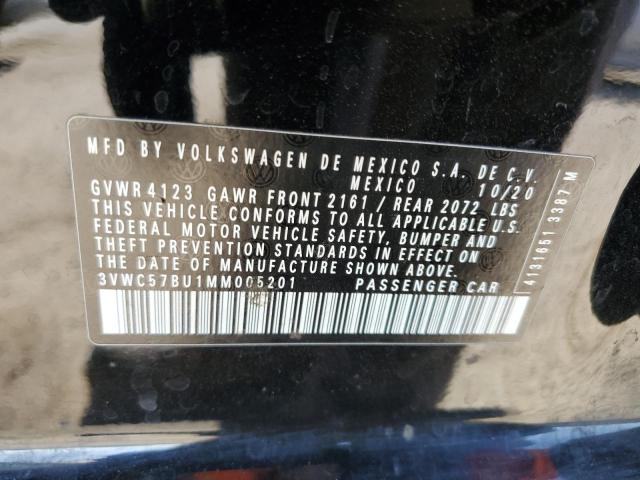 MFD BY VOLKSWAGEN DE MEXICO S.A. DE C.V.
MEXICO 10/20
GVWR 4123 GAWR FRONT 2161 / REAR 2072 LBS
THIS VEHICLE CONFORMS TO ALL APPLICABLE U.S.
FEDERAL MOTOR VEHICLE SAFETY, BUMPER AND
THEFT PREVENTION STANDARDS IN EFFECT ON
THE DATE OF MANUFACTURE SHOWN ABOVE.
3VWC57BU1MM005201 PASSENGER CAR
4131651 3387 M